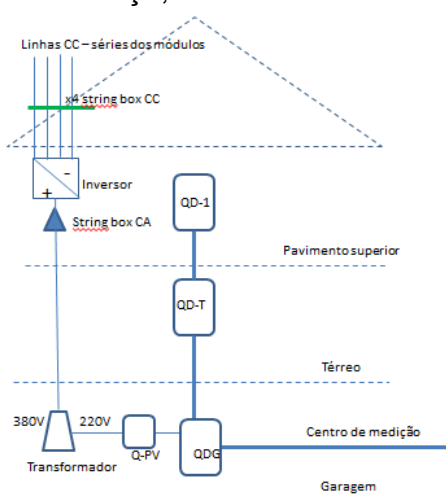 Linhas CC – séries dos módulos
x4 string box CC
-
+
Inversor
QD-1
String box CA
Pavimento superior
QD-T
Térreo
380V
220V
Centro de medição
Q-PV
QDG
Transformador
Garagem